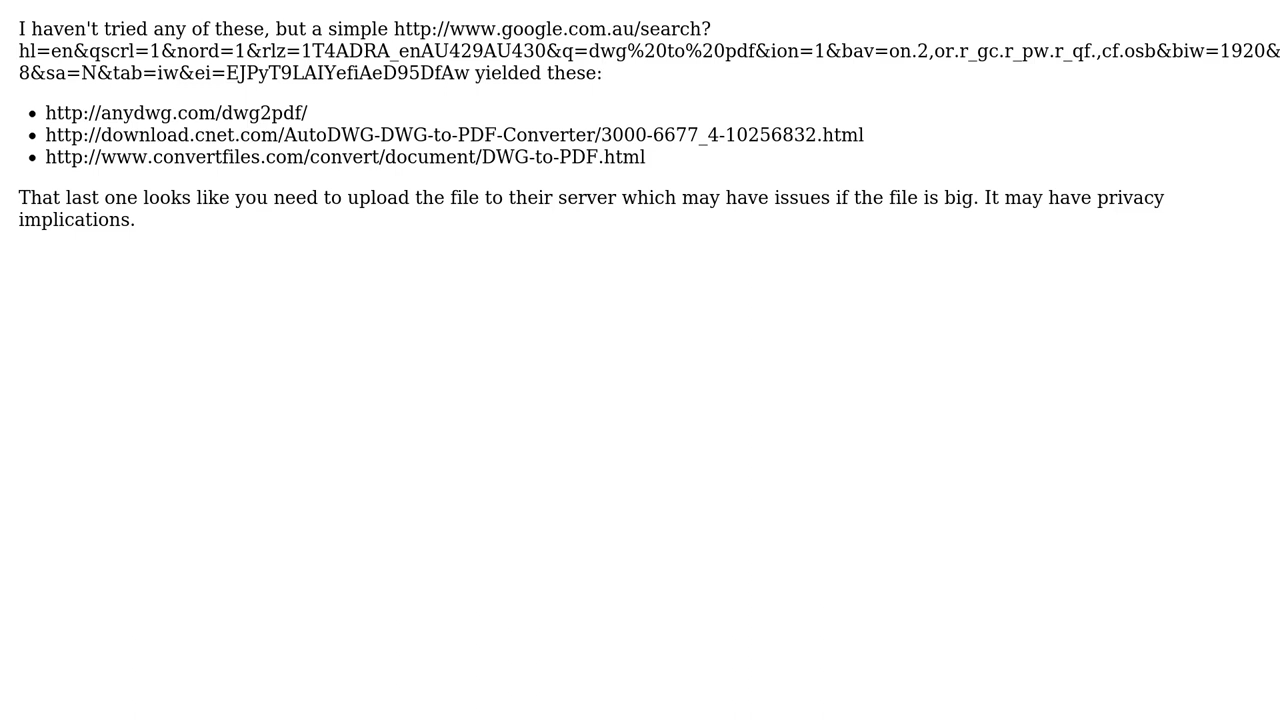 I haven't tried any of these, but a simple http://www.google.com.au/search?
hl=en&qscrl=1&nord=1&rlz=1T4ADRA_enAU429AU430&q=dwg%20to%20pdf&ion=1&bav=on.2,or.r_gc.r_pw.r_qf.,cf.osb&biw=1920&
8&sa=N&tab=iw&ei=EJPyT9LAIYefiAeD95DfAw yielded these:
• http://anydwg.com/dwg2pdf/
• http://download.cnet.com/AutoDWG-DWG-to-PDF-Converter/3000-6677_4-10256832.html
• http://www.convertfiles.com/convert/document/DWG-to-PDF.html
That last one looks like you need to upload the file to their server which may have issues if the file is big. It may have privacy
implications.